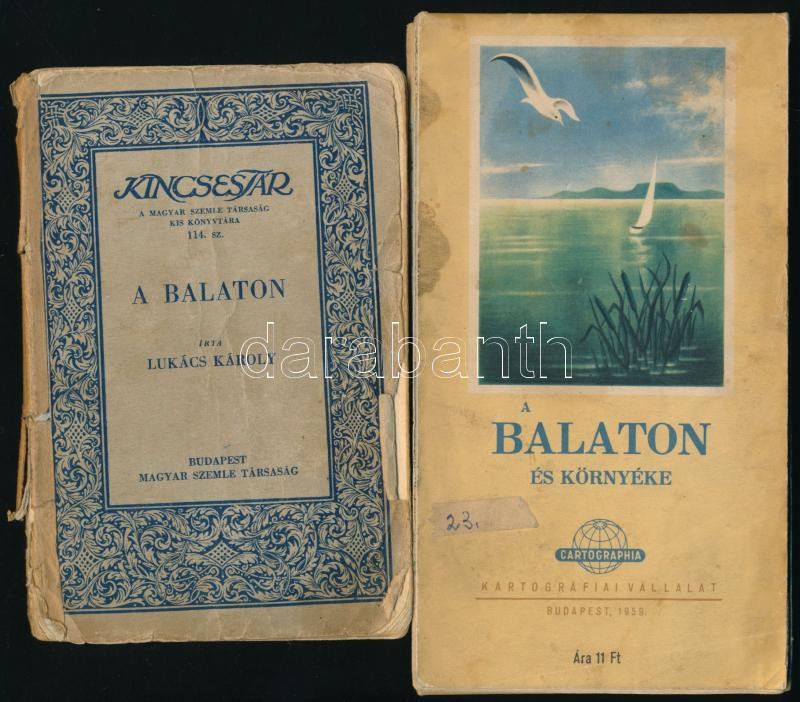 KINCSESTÁR
A MAGYAR SZEMLE TÁRSASÁG
KIS KÖNYVTÁRA
114. SZ.
A BALATON
ÍRTA
LUKÁCS KÁROLY
BUDAPEST
MAGYAR SZEMLE TÁRSASÁG
A
BALATON
ÉS KÖRNYÉKE
23.
CARTOGRAPHIA
KARTOGRÁFIAI VÁLLALAT
BUDAPEST, 1959.
Ára 11 Ft
darabanth